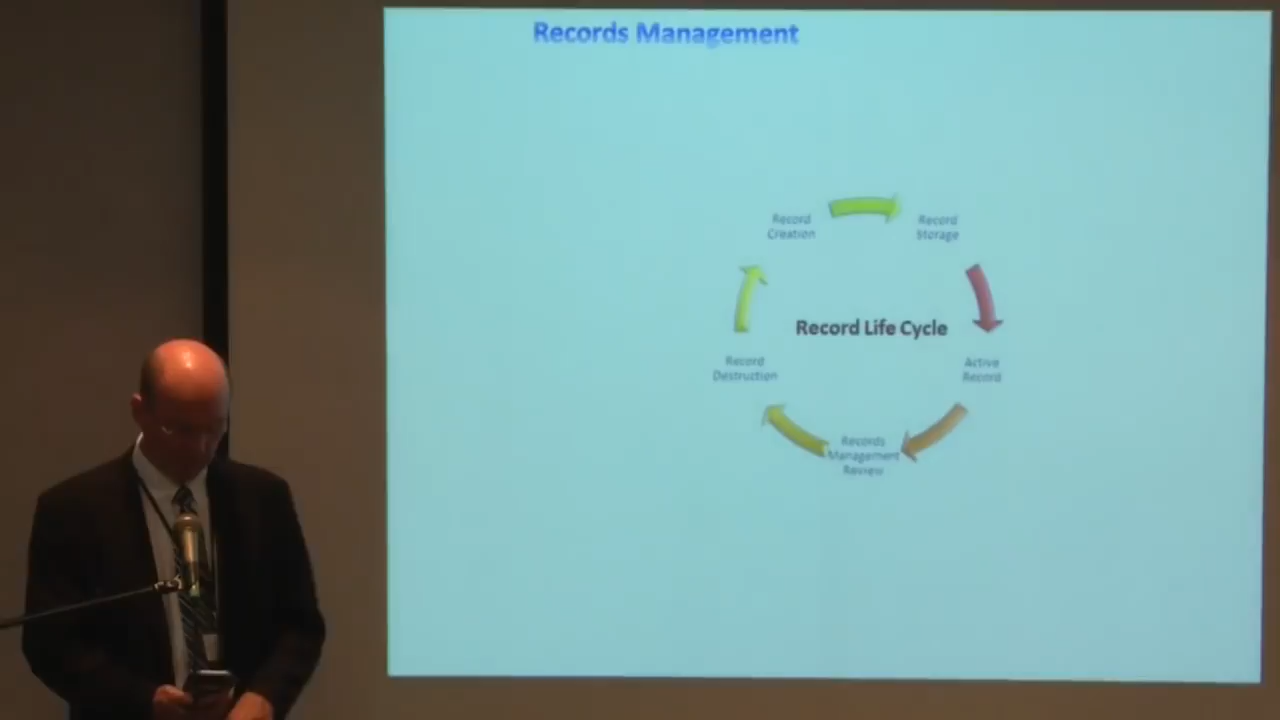 Records Management
Record
Creation
Record
Storage
Record Life Cycle
Active
Record
Records
Management
Review
Record
Destruction